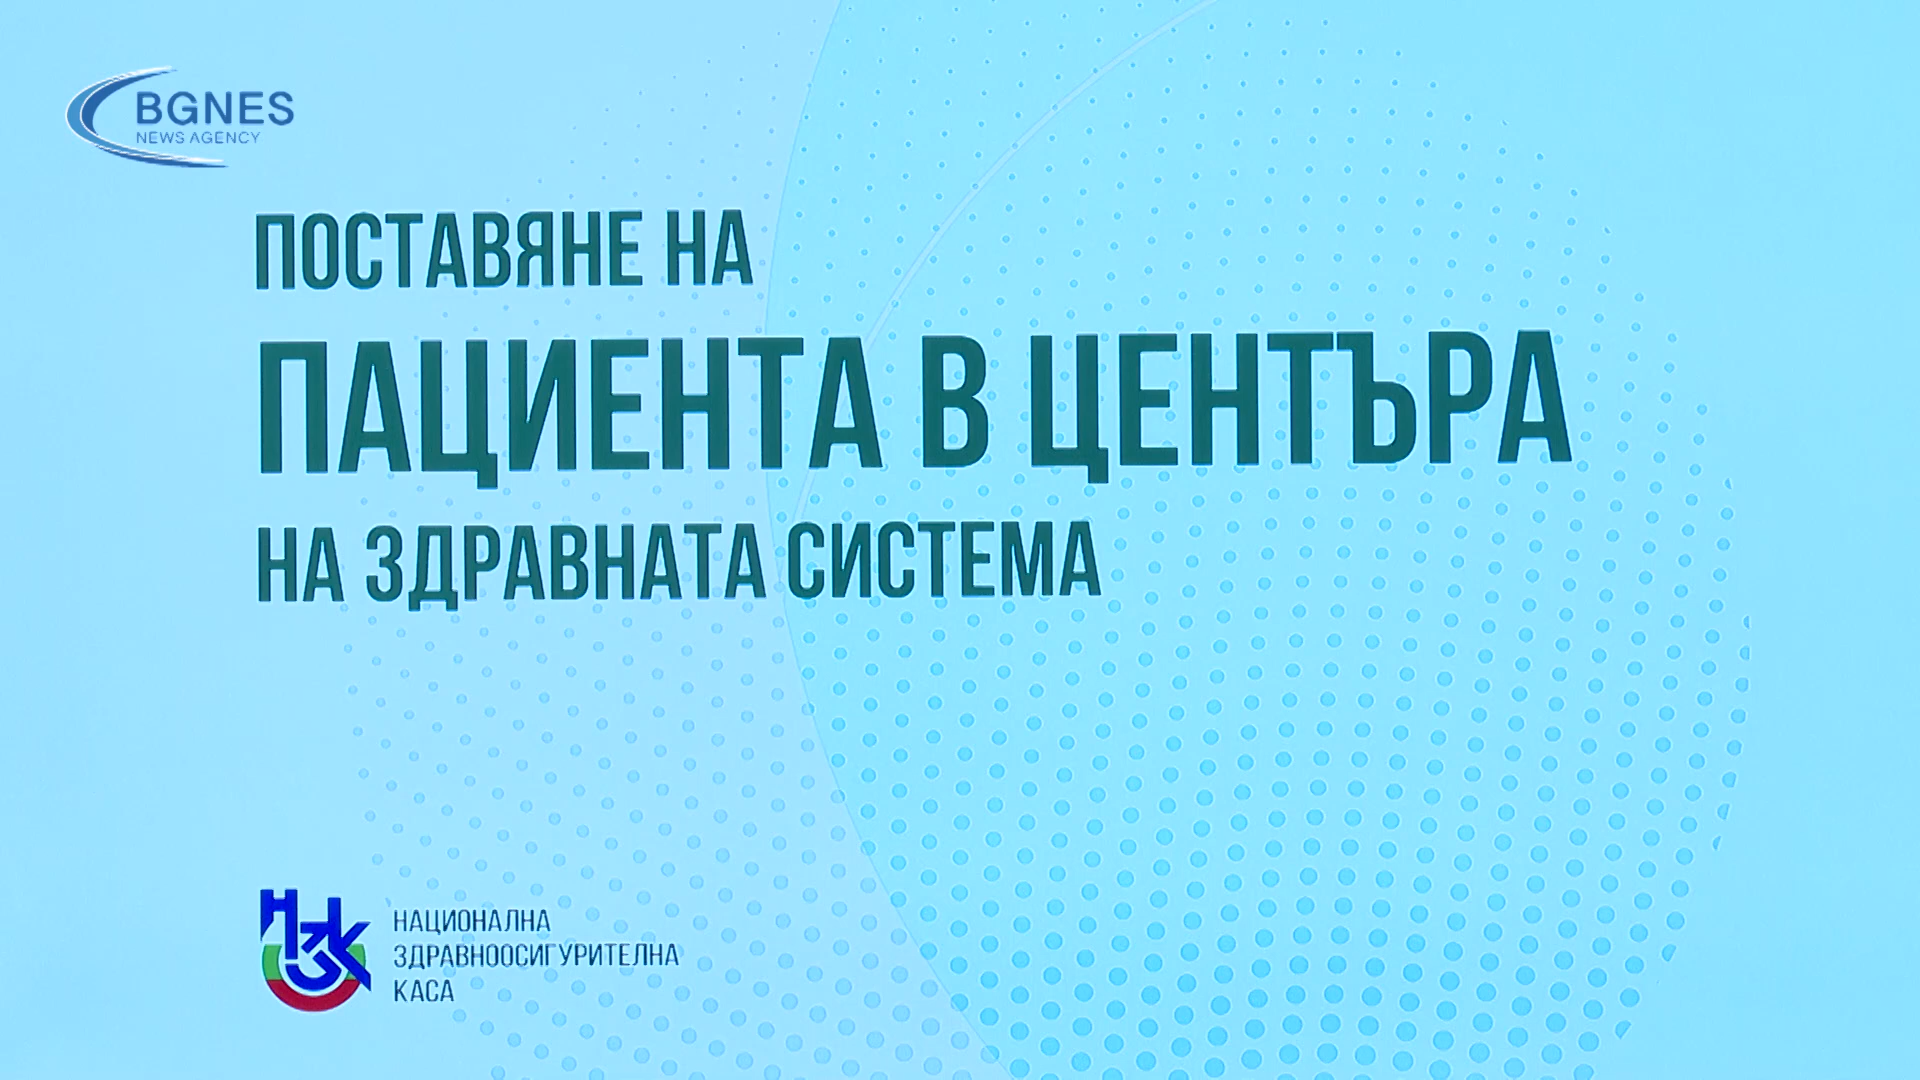 BGNES
NEWS AGENCY
ПОСТАВЯНЕ НА
ПАЦИЕНТА В ЦЕНТЪРА
НА ЗДРАВНАТА СИСТЕМА
НЗК
НАЦИОНАЛНА
ЗДРАВНООСИГУРИТЕЛНА
КАСА